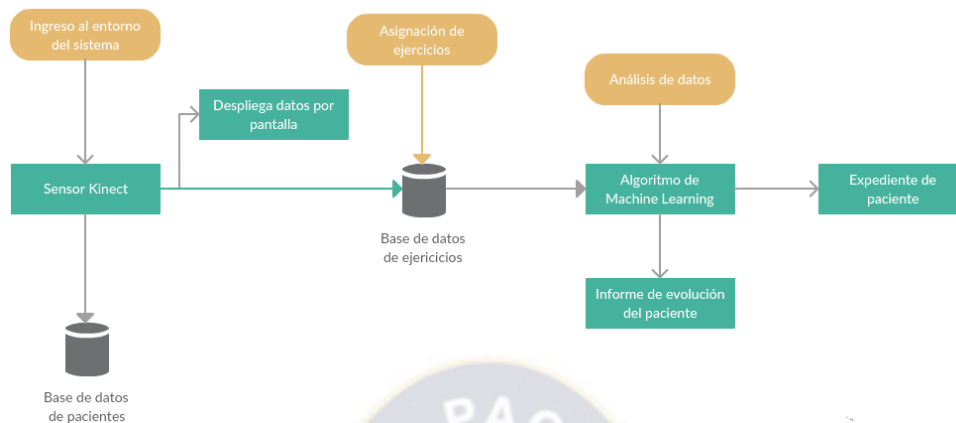 Ingreso al entorno
del sistema
Asignación de
ejercicios
Análisis de datos
Despliega datos por
pantalla
Sensor Kinect
Algoritmo de
Machine Learning
Expediente de
paciente
Base de datos
de ejericicios
Informe de evolución
del paciente
Base de datos
de pacientes